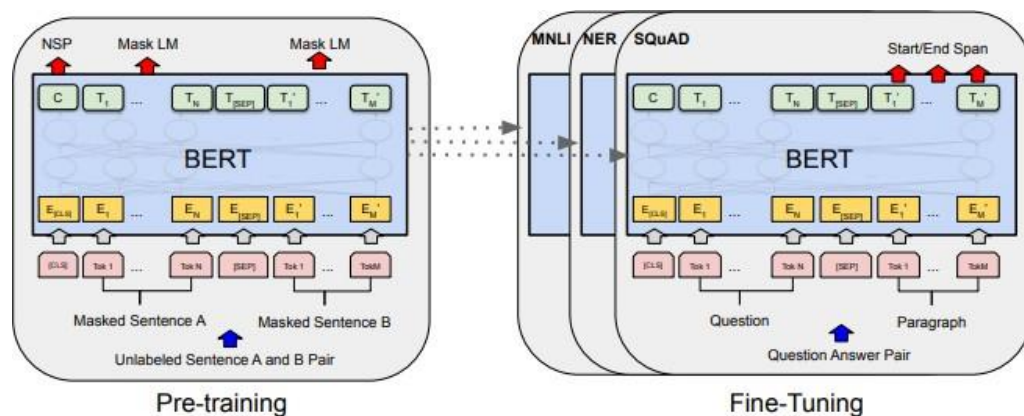 NSP Mask LM Mask LM
C T1 ... TN T[SEP] T1' ... TM'
BERT
E[CLS] E1 ... EN E[SEP] E1' ... EM'
[CLS] Tok 1 ... Tok N [SEP] Tok 1 ... TokM
Masked Sentence A Masked Sentence B
Unlabeled Sentence A and B Pair
Pre-training
MNLI NER SQuAD
Start/End Span
C T1 ... TN T[SEP] T1' ... TM'
BERT
E[CLS] E1 ... EN E[SEP] E1' ... EM'
[CLS] Tok 1 ... Tok N [SEP] Tok 1 ... TokM
Question Paragraph
Question Answer Pair
Fine-Tuning